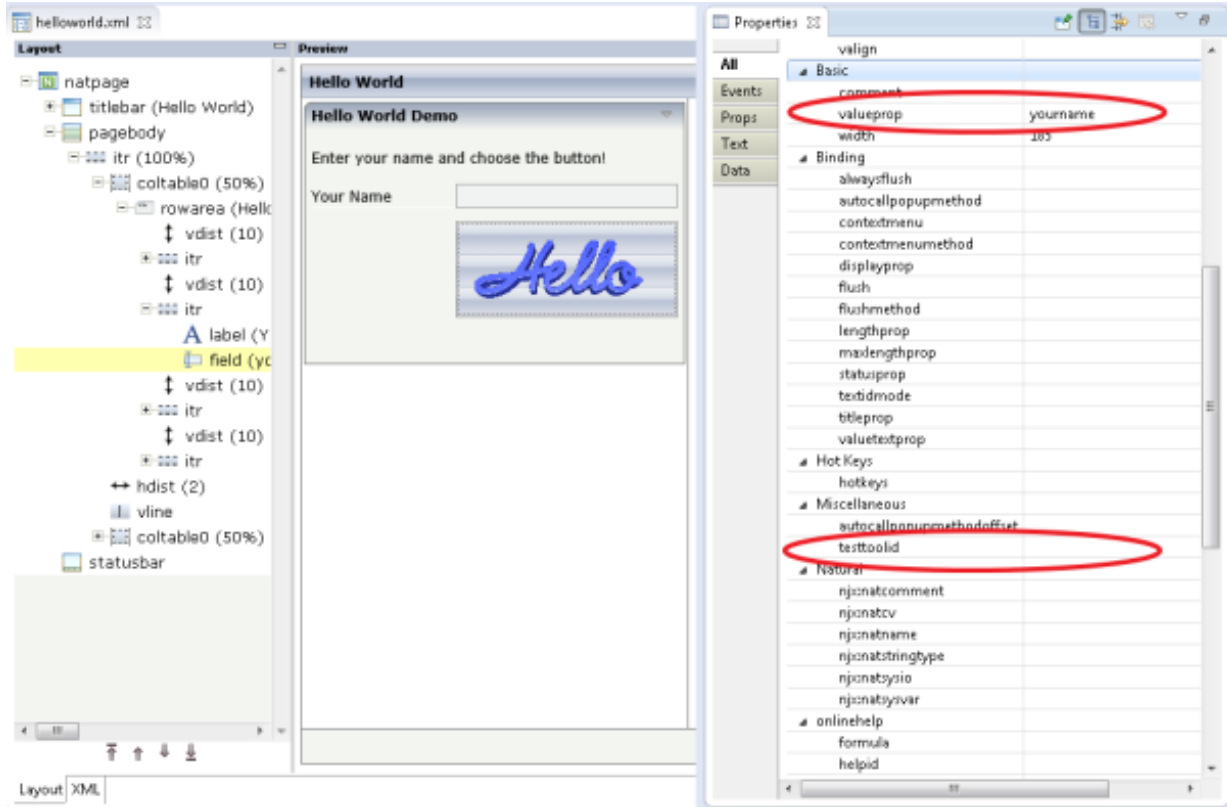 helloworld.xml
Layout
natpage
titlebar (Hello World)
pagebody
itr (100%)
coltable0 (50%)
rowarea (Hello
vdist (10)
itr
vdist (10)
itr
label (Y
field (yo
vdist (10)
itr
vdist (10)
itr
hdist (2)
vline
coltable0 (50%)
statusbar
Layout XML
Preview
Hello World
Hello World Demo
Enter your name and choose the button!
Your Name
Hello
Properties
All
Events
Props
Text
Data
valign
Basic
comment
valueprop yourname
width 185
Binding
alwaysflush
autocallpopupmethod
contextmenu
contextmenumethod
displayprop
flush
flushmethod
lengthprop
maxlengthprop
statusprop
textidmode
titleprop
valuetextprop
Hot Keys
hotkeys
Miscellaneous
autocallpopupmethodoffset
testtoolid
Natural
njx:natcomment
njx:natcv
njx:natname
njx:natstringtype
njx:natsysio
njx:natsysvar
onlinehelp
formula
helpid